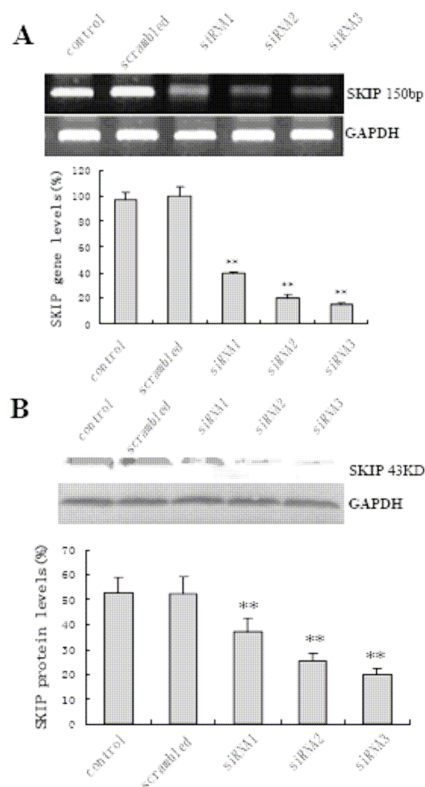 A
control scrambled siRNA1 siRNA2 siRNA3
SKIP 150bp
GAPDH
SKIP gene levels(%)
120
100
80
60
40
20
0
** ** **
control scrambled siRNA1 siRNA2 siRNA3
B
control scrambled siRNA1 siRNA2 siRNA3
SKIP 43KD
GAPDH
SKIP protein levels(%)
70
60
50
40
30
20
10
0
** ** **
control scrambled siRNA1 siRNA2 siRNA3